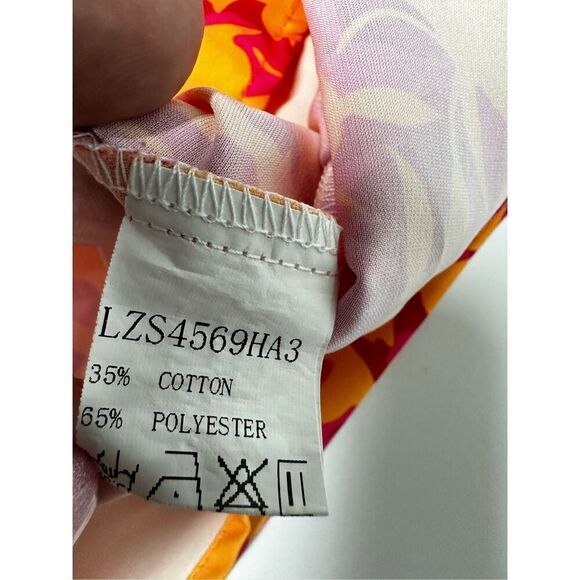 LZS4569HA3
35% COTTON
65% POLYESTER